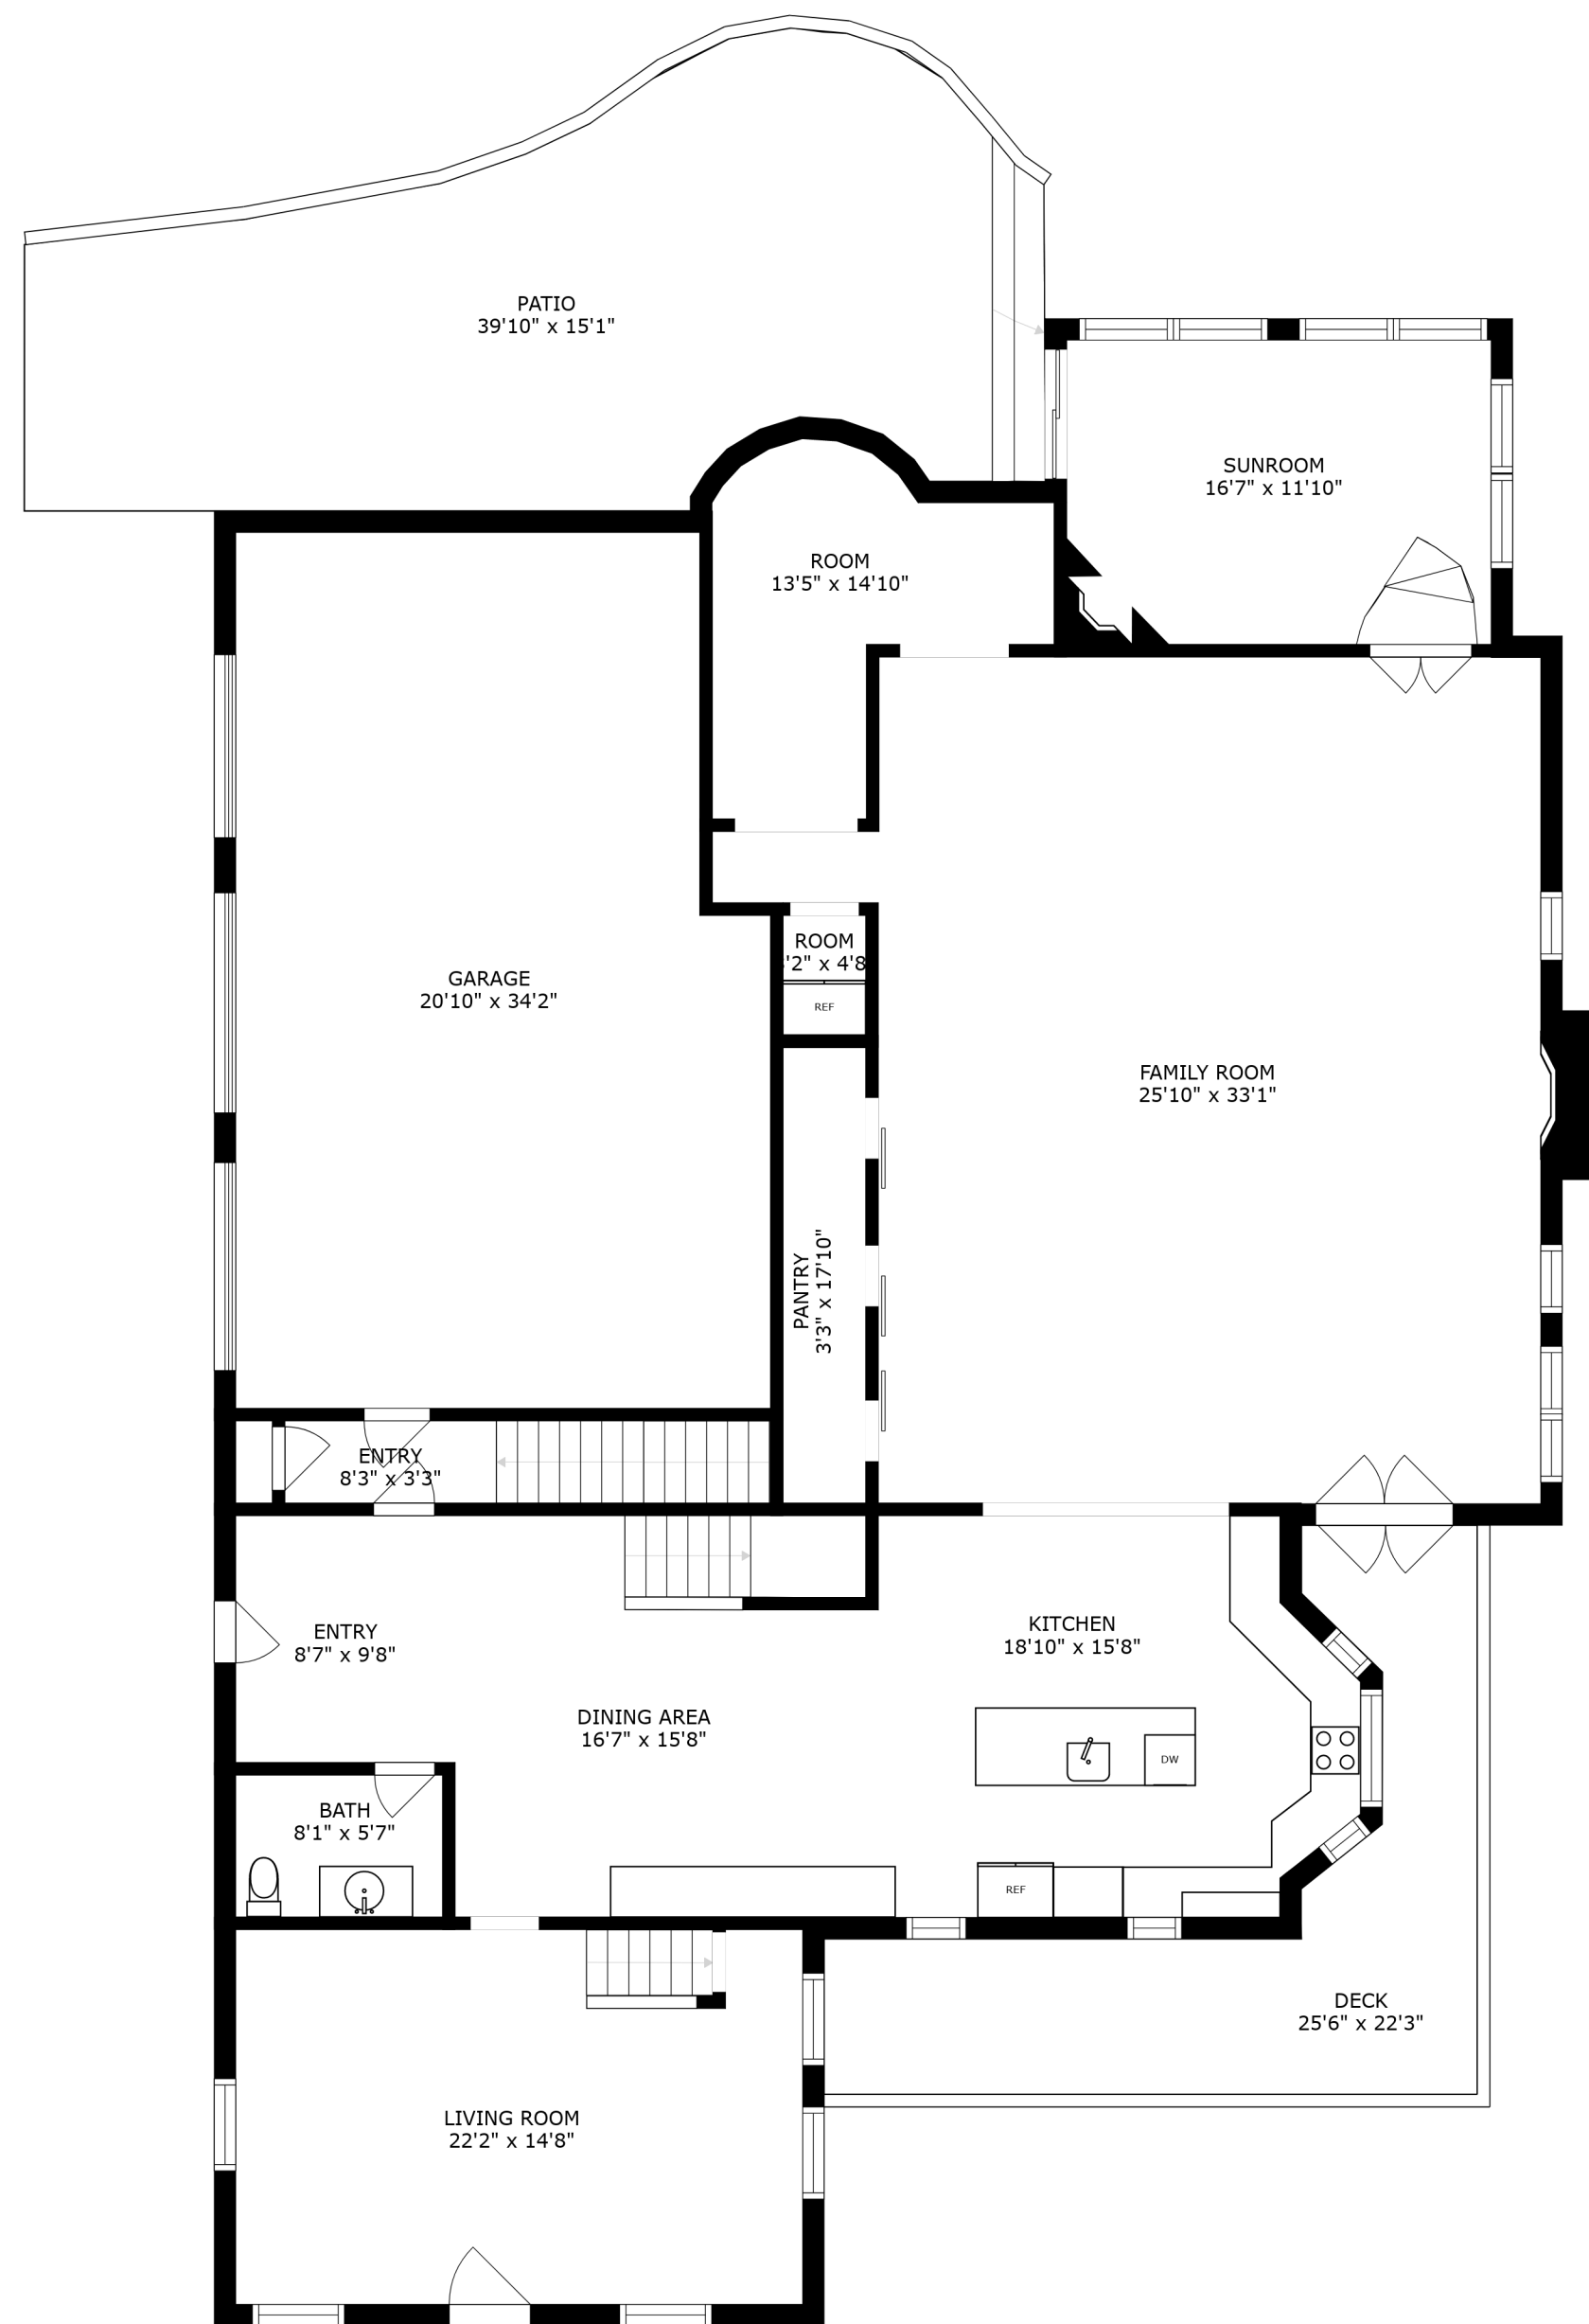 PATIO
39'10" x 15'1"
SUNROOM
16'7" x 11'10"
ROOM
13'5" x 14'10"
ROOM
'2" x 4'8
REF
GARAGE
20'10" x 34'2"
FAMILY ROOM
25'10" x 33'1"
PANTRY
3'3" x 17'10"
ENTRY
8'3" x 3'3"
ENTRY
8'7" x 9'8"
KITCHEN
18'10" x 15'8"
DINING AREA
16'7" x 15'8"
DW
BATH
8'1" x 5'7"
REF
DECK
25'6" x 22'3"
LIVING ROOM
22'2" x 14'8"